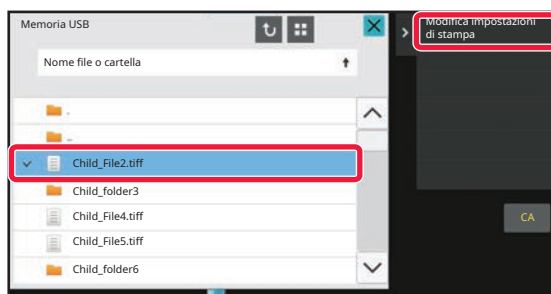 Memoria USB
Modifica impostazioni
di stampa
Nome file o cartella
.
..
Child_File2.tiff
Child_folder3
Child_File4.tiff
Child_File5.tiff
CA
Child_folder6